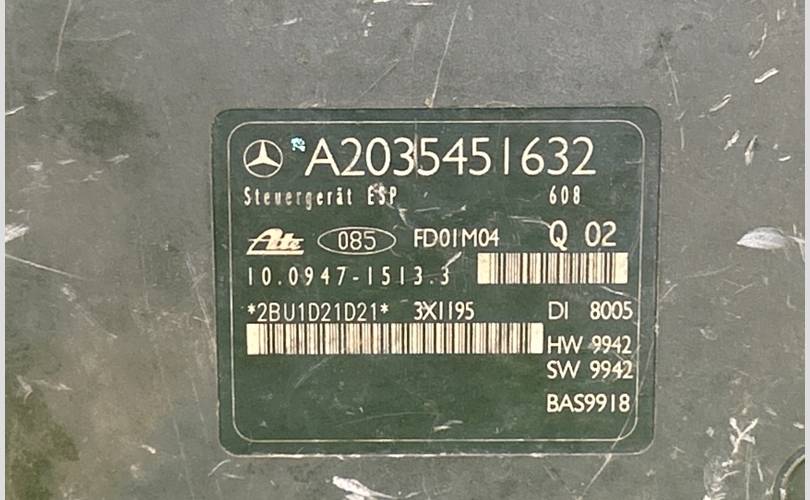 A2035451632
Steuergerät ESP 608
Ate 085 FD01M04 Q 02
10.0947-1513.3
*2BU1D21D21* 3X1195 DI 8005
HW 9942
SW 9942
BAS9918